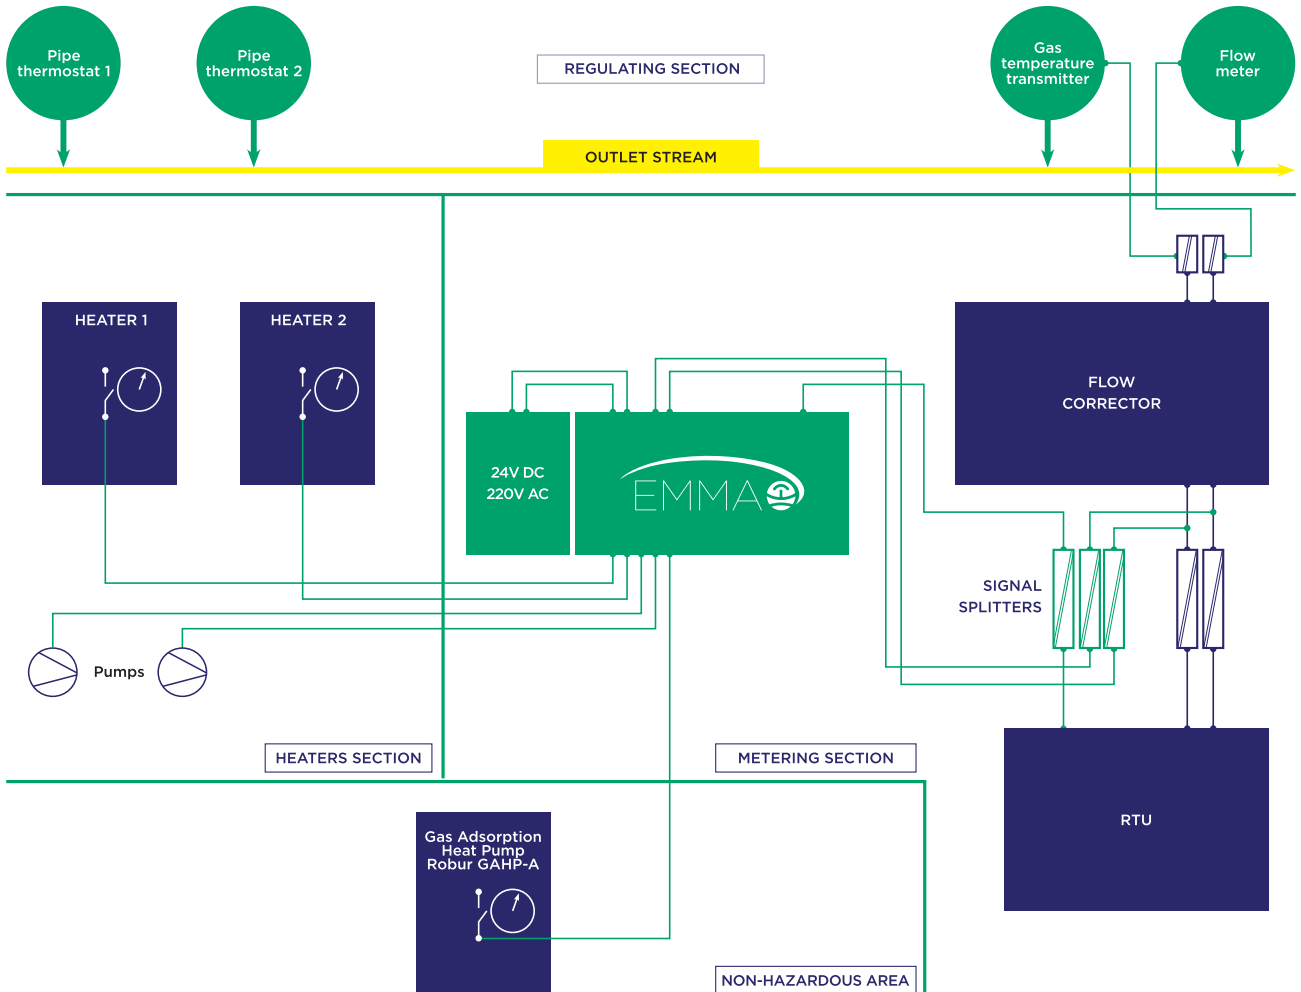 Pipe
thermostat 1
Pipe
thermostat 2
REGULATING SECTION
Gas
temperature
transmitter
Flow
meter
OUTLET STREAM
HEATER 1
HEATER 2
FLOW
CORRECTOR
24V DC
220V AC
EMMA
SIGNAL
SPLITTERS
Pumps
HEATERS SECTION
METERING SECTION
Gas Adsorption
Heat Pump
Robur GAHP-A
RTU
NON-HAZARDOUS AREA